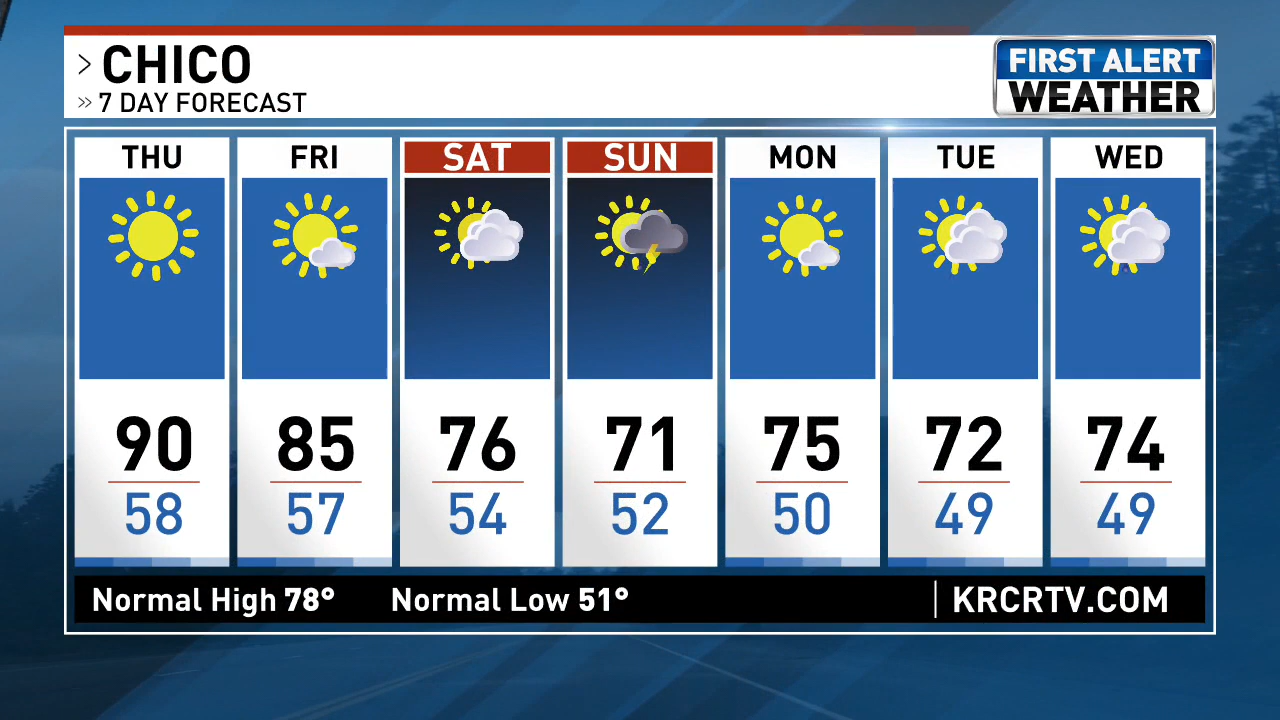 > CHICO
» 7 DAY FORECAST
FIRST ALERT
WEATHER
THU FRI SAT SUN MON TUE WED
90 85 76 71 75 72 74
58 57 54 52 50 49 49
Normal High 78° Normal Low 51° | KRCRTV.COM